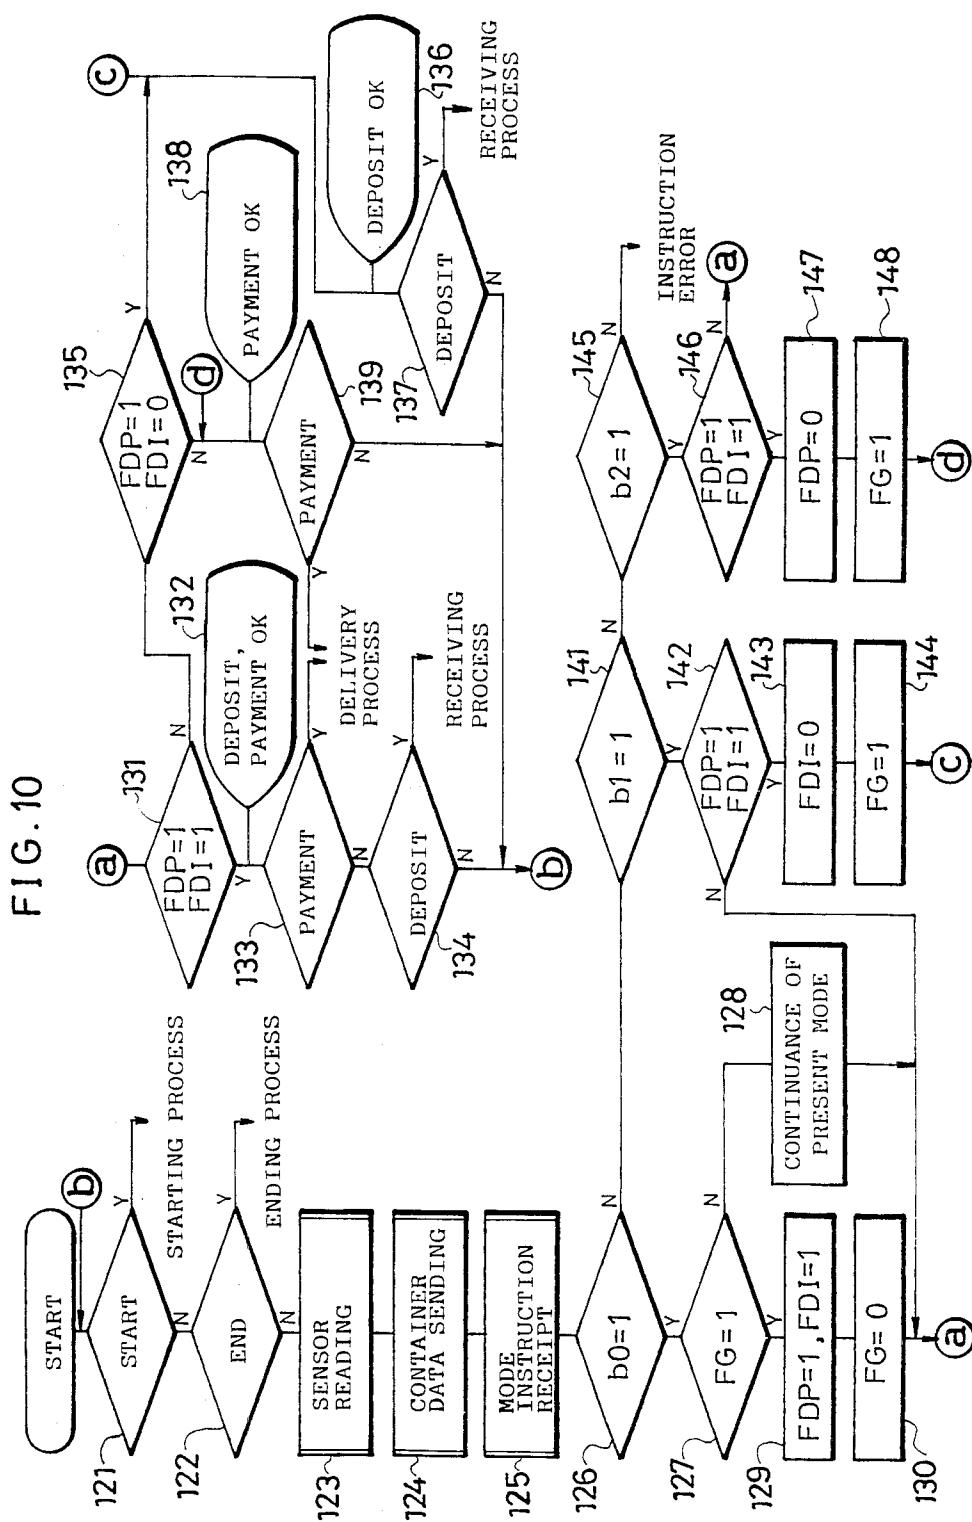 FIG.10
START
b
121
START
Y
STARTING PROCESS
N
122
END
Y
ENDING PROCESS
N
123
SENSOR
READING
124
CONTAINER
DATA SENDING
125
MODE
INSTRUCTION
RECEIPT
126
b0=1
N
Y
127
FG=1
N
Y
128
CONTINUANCE OF
PRESENT MODE
129
FDP=1,FDI=1
130
FG=0
a
a
131
FDP=1
FDI=1
N
Y
132
DEPOSIT,
PAYMENT OK
133
PAYMENT
Y
DELIVERY
PROCESS
N
134
DEPOSIT
Y
RECEIVING
PROCESS
N
b
135
FDP=1
FDI=0
Y
N
d
138
PAYMENT OK
139
PAYMENT
Y
N
c
136
DEPOSIT OK
137
DEPOSIT
Y
RECEIVING
PROCESS
N
141
b1=1
N
Y
142
FDP=1
FDI=1
N
Y
143
FDI=0
144
FG=1
c
145
b2=1
N
INSTRUCTION
ERROR
Y
146
FDP=1
FDI=1
N
a
Y
147
FDP=0
148
FG=1
d